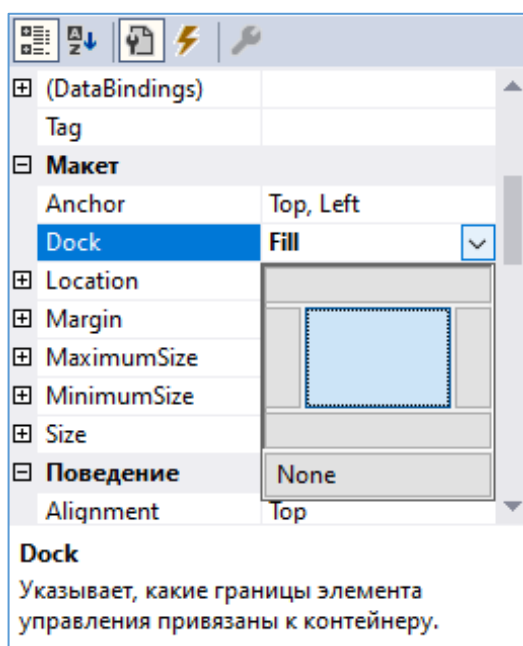 (DataBindings)
Tag
Макет
Anchor Top, Left
Dock Fill
Location
Margin
MaximumSize
MinimumSize
Size
Поведение None
Alignment Top
Dock
Указывает, какие границы элемента
управления привязаны к контейнеру.